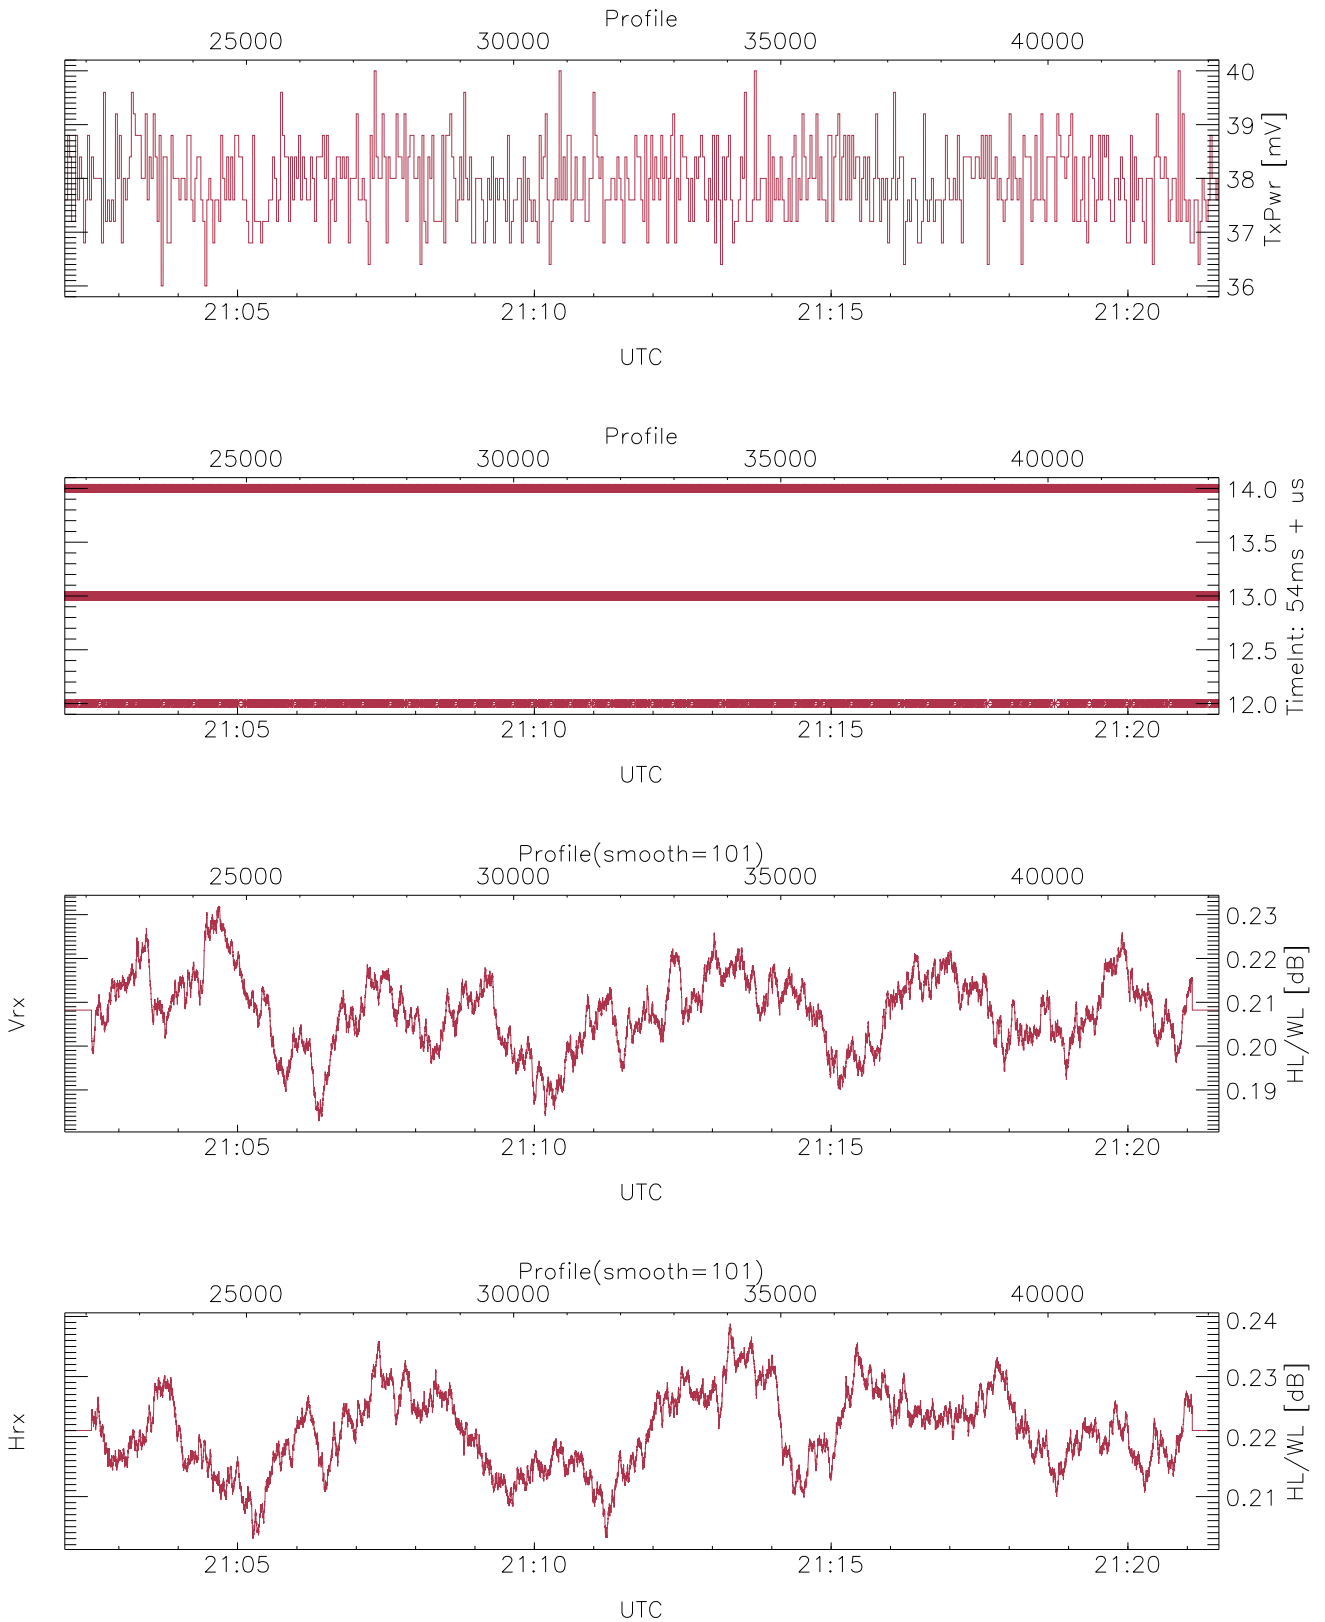 Profile
25000 30000 35000 40000
40
39
38
37
36
TxPwr [mV]
21:05 21:10 21:15 21:20
UTC
Profile
25000 30000 35000 40000
14.0
13.5
13.0
12.5
12.0
TimeInt: 54ms + us
21:05 21:10 21:15 21:20
UTC
Profile(smooth=101)
25000 30000 35000 40000
Vrx
0.23
0.22
0.21
0.20
0.19
HL/WL [dB]
21:05 21:10 21:15 21:20
UTC
Profile(smooth=101)
25000 30000 35000 40000
Hrx
0.24
0.23
0.22
0.21
HL/WL [dB]
21:05 21:10 21:15 21:20
UTC